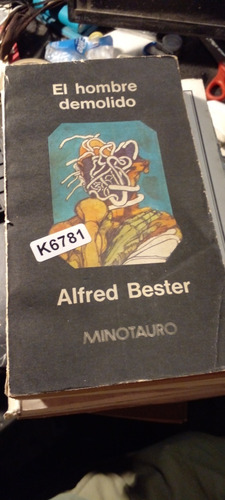 El hombre
demolido
K6781
Alfred Bester
MINOTAURO